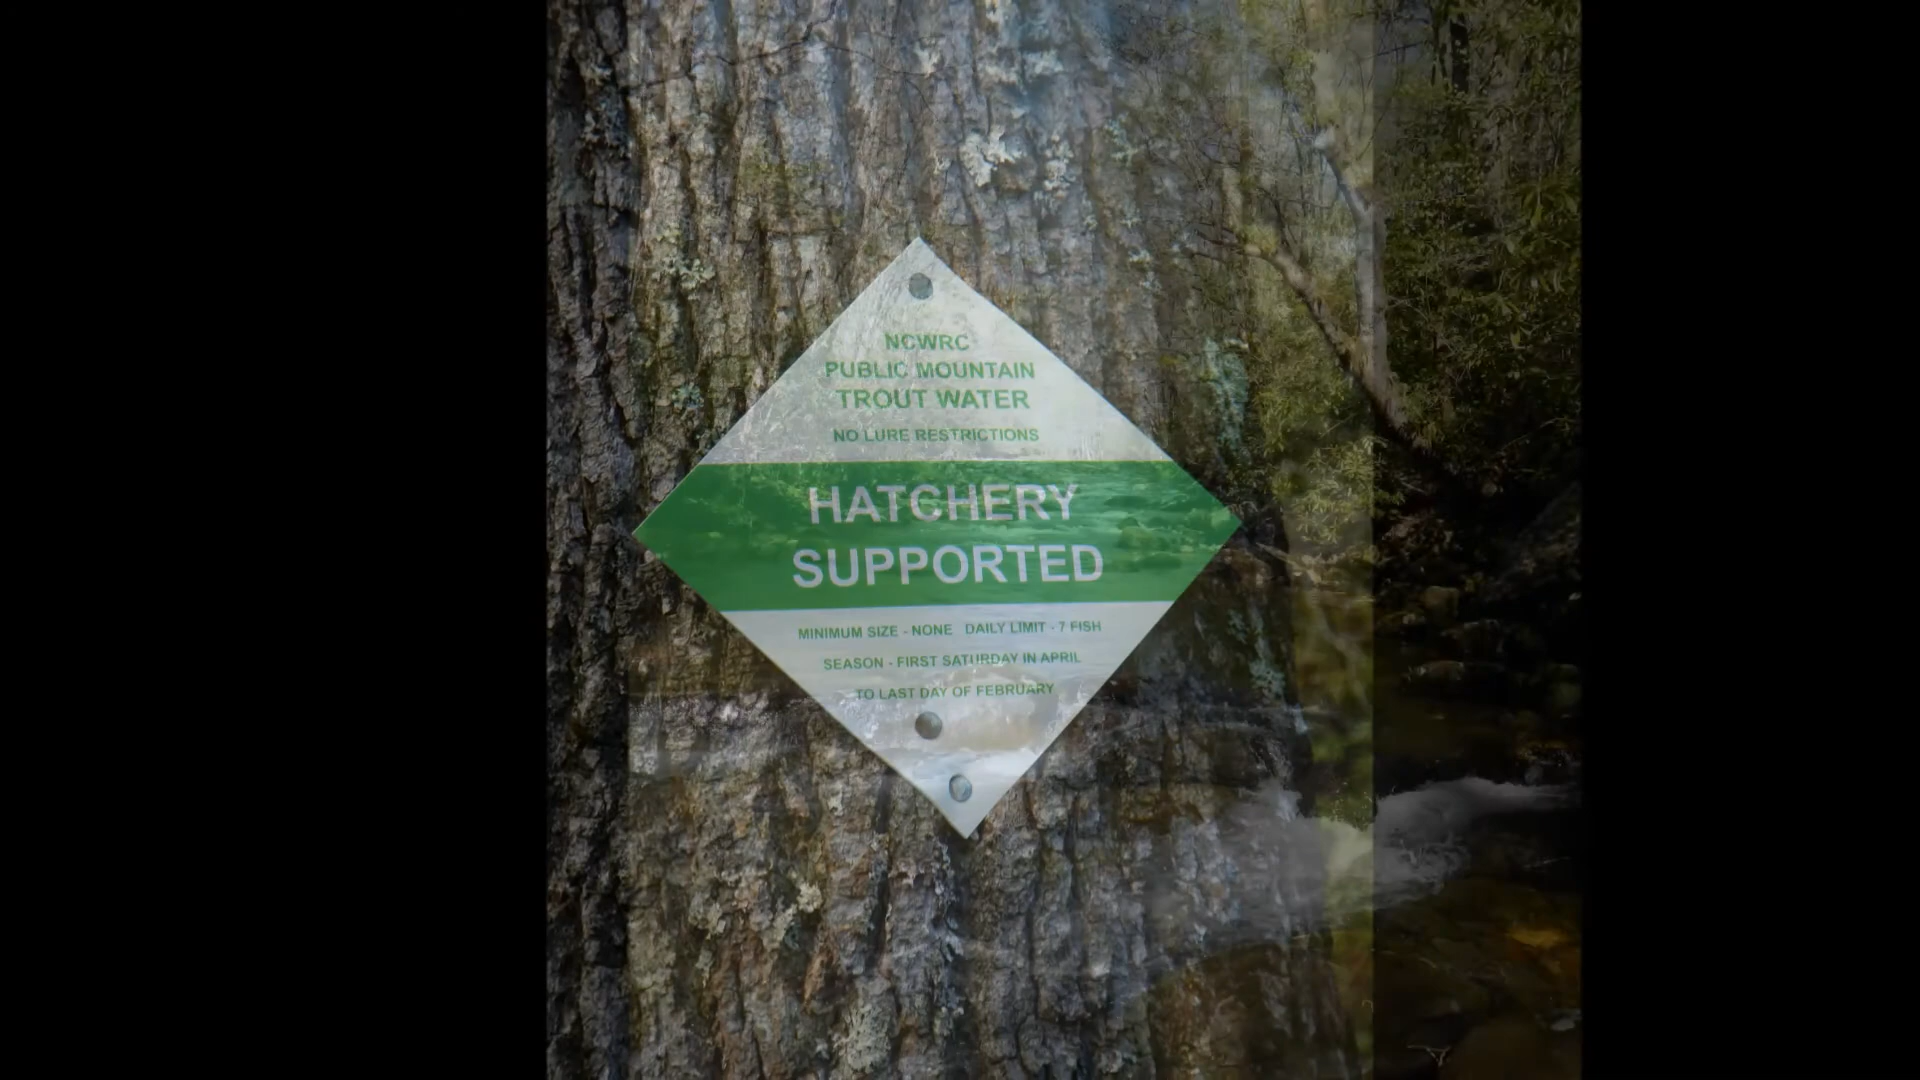 NCWRC
PUBLIC MOUNTAIN
TROUT WATER
NO LURE RESTRICTIONS
HATCHERY
SUPPORTED
MINIMUM SIZE - NONE DAILY LIMIT - 7 FISH
SEASON - FIRST SATURDAY IN APRIL
TO LAST DAY OF FEBRUARY